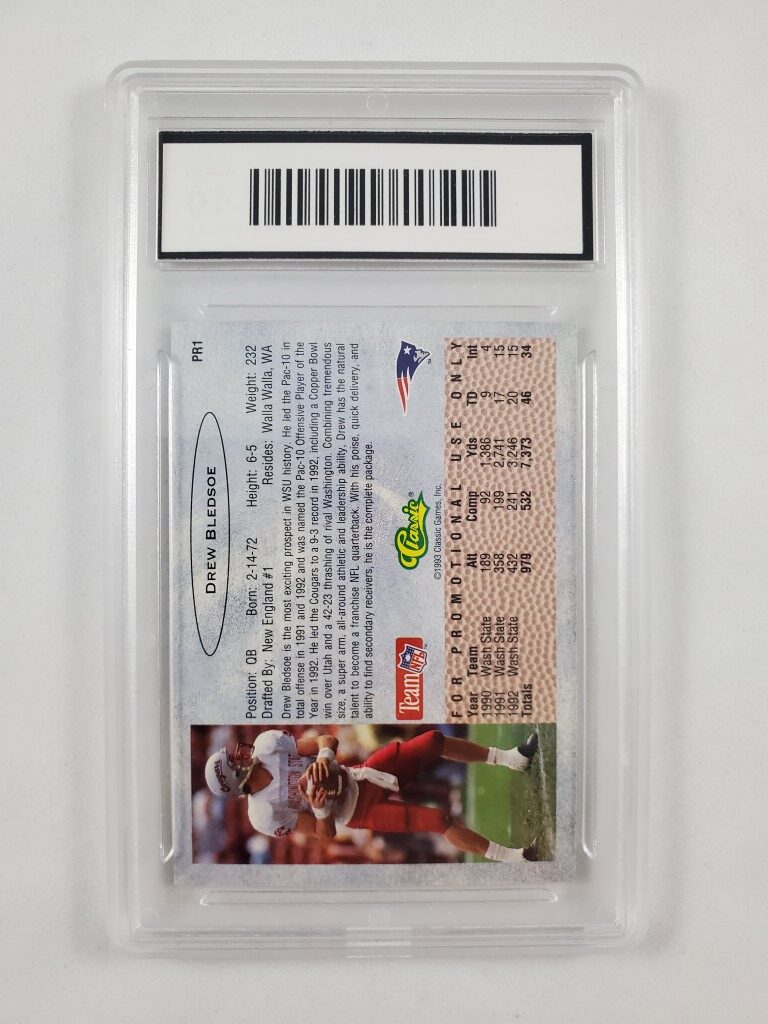 PR1
DREW BLEDSOE
Position: QB Born: 2-14-72 Height: 6-5 Weight: 232
Drafted By: New England #1 Resides: Walla Walla, WA
Drew Bledsoe is the most exciting prospect in WSU history. He led the Pac-10 in
total offense in 1991 and 1992 and was named the Pac-10 Offensive Player of the
Year in 1992. He led the Cougars to a 9-3 record in 1992, including a Copper Bowl
win over Utah and a 42-23 thrashing of rival Washington. Combining tremendous
size, a super arm, all-around athletic and leadership ability, Drew has the natural
talent to become a franchise NFL quarterback. With his poise, quick delivery, and
ability to find secondary receivers, he is the complete package.
Team NFL™
Classic®
©1993 Classic Games, Inc.
FOR PROMOTIONAL USE ONLY
Year Team Att Comp Yds TD Int
1990 Wash State 189 92 1,386 9 4
1991 Wash State 358 199 2,741 17 15
1992 Wash State 432 241 3,246 20 15
Totals 979 532 7,373 46 34